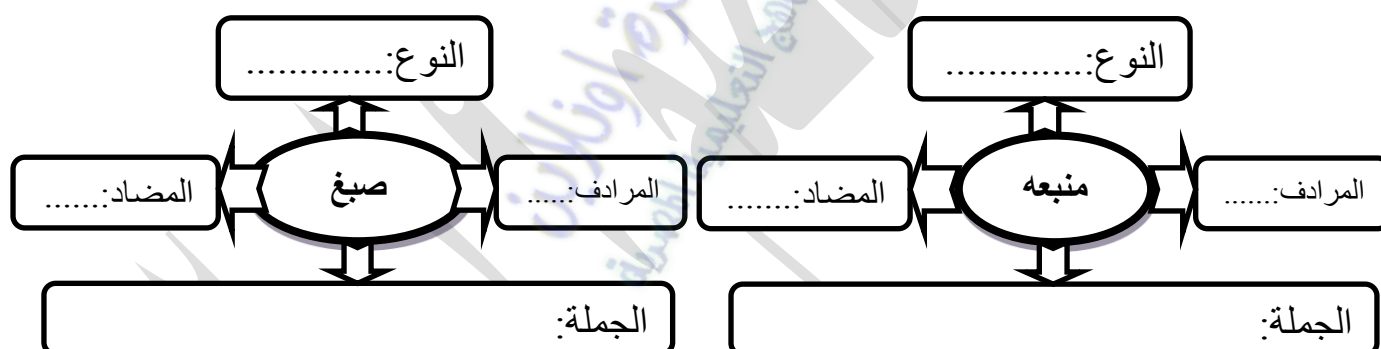 النوع:............... النوع:..............
المرادف:....... منبعه المضاد:........ المرادف:...... صبغ المضاد:......
الجملة: الجملة: